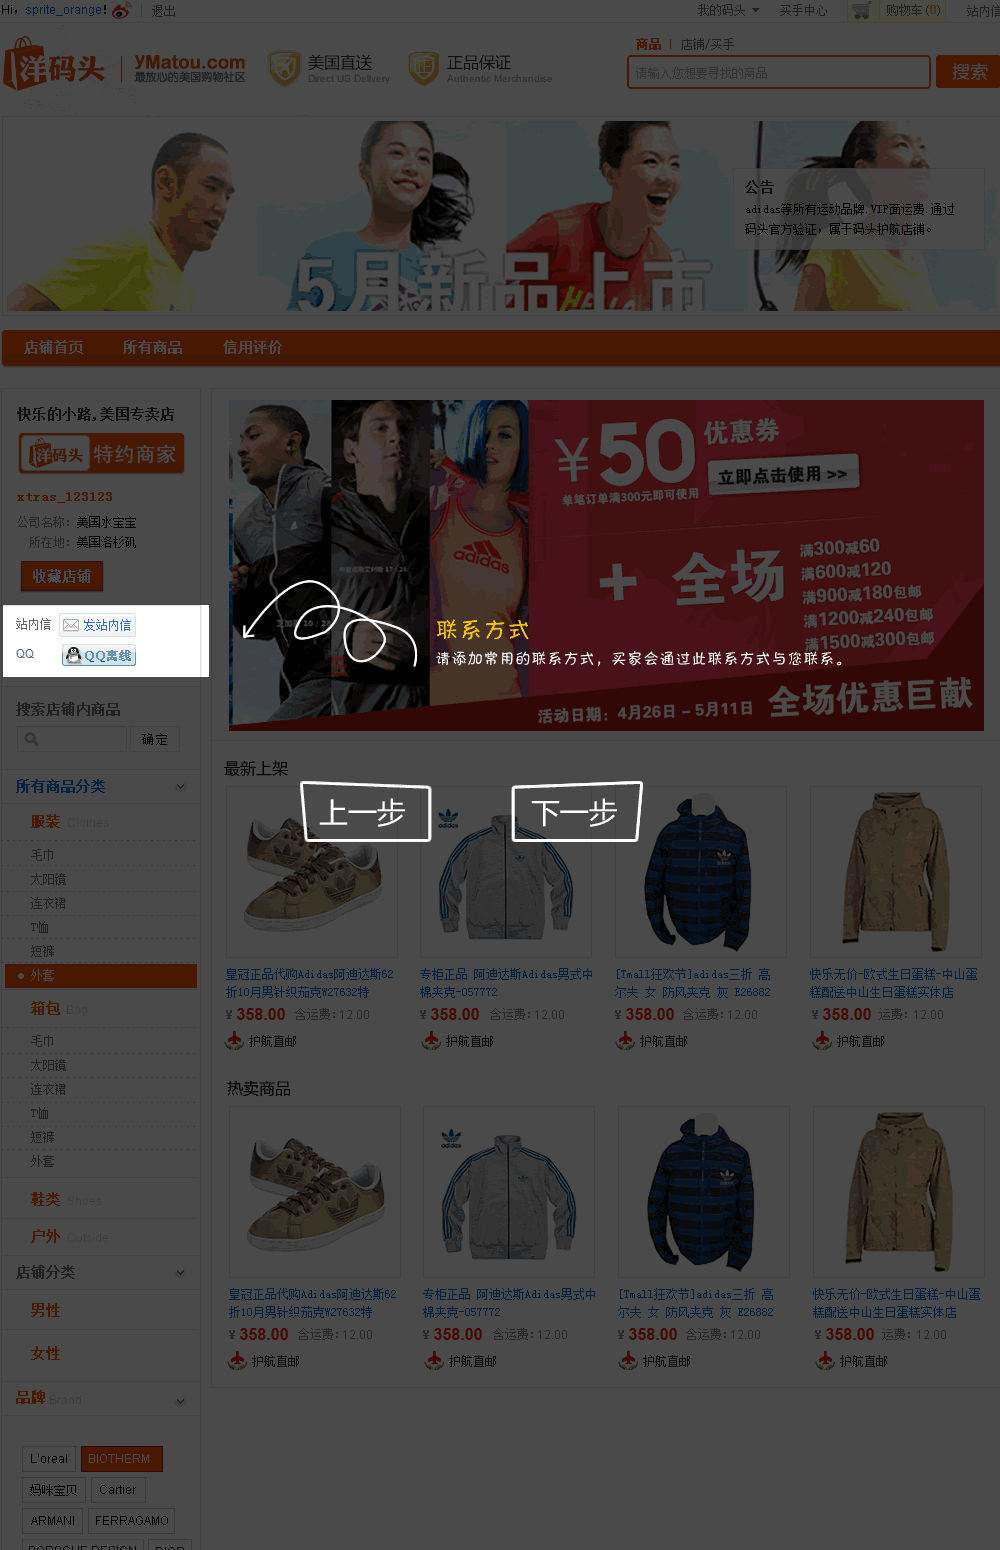 Hi, sprite_orange! 退出
我的码头 买手中心 购物车 (0) 站内信
洋码头 YMatou.com
最放心的美国购物社区
美国直送
Direct US Delivery
正品保证
Authentic Merchandise
商品 店铺/买手
请输入您想要寻找的商品 搜索
公告
adidas等所有运动品牌.VIP面运费.通过
码头官方验证，属于码头护航店铺。
5月新品上市
店铺首页 所有商品 信用评价
快乐的小路,美国专卖店
洋码头 特约商家
xtras_123123
公司名称：美国水宝宝
所在地：美国洛杉矶
收藏店铺
站内信 发站内信
QQ QQ离线
搜索店铺内商品
确定
所有商品分类
服装 Clothes
毛巾
太阳镜
连衣裙
T恤
短裤
外套
箱包 Bag
毛巾
太阳镜
连衣裙
T恤
短裤
外套
鞋类 Shoes
户外 Outside
店铺分类
男性
女性
品牌 Brand
L'oreal BIOTHERM
妈咪宝贝 Cartier
ARMANI FERRAGAMO
PORSCHE DESIGN DIOR
¥50 优惠券
单笔订单满300元即可使用
立即点击使用 >>
adidas
+ 全场
满300减60
满600减120
满900减180包邮
满1200减240包邮
满1500减300包邮
活动日期：4月26日－5月11日
全场优惠巨献
联系方式
请添加常用的联系方式，买家会通过此联系方式与您联系。
最新上架
上一步 下一步
adidas
皇冠正品代购Adidas阿迪达斯62
折10月男针织茄克W27632特
¥ 358.00 含运费:12.00
护航直邮
专柜正品 阿迪达斯Adidas男式中
棉夹克-057772
¥ 358.00 含运费:12.00
护航直邮
[Tmall狂欢节]adidas三折 高
尔夫 女 防风夹克 灰 E26882
¥ 358.00 含运费:12.00
护航直邮
快乐无价-欧式生日蛋糕-中山蛋
糕配送中山生日蛋糕实体店
¥ 358.00 运费: 12.00
护航直邮
热卖商品
adidas
皇冠正品代购Adidas阿迪达斯62
折10月男针织茄克W27632特
¥ 358.00 含运费:12.00
护航直邮
专柜正品 阿迪达斯Adidas男式中
棉夹克-057772
¥ 358.00 含运费:12.00
护航直邮
[Tmall狂欢节]adidas三折 高
尔夫 女 防风夹克 灰 E26882
¥ 358.00 含运费:12.00
护航直邮
快乐无价-欧式生日蛋糕-中山蛋
糕配送中山生日蛋糕实体店
¥ 358.00 运费: 12.00
护航直邮